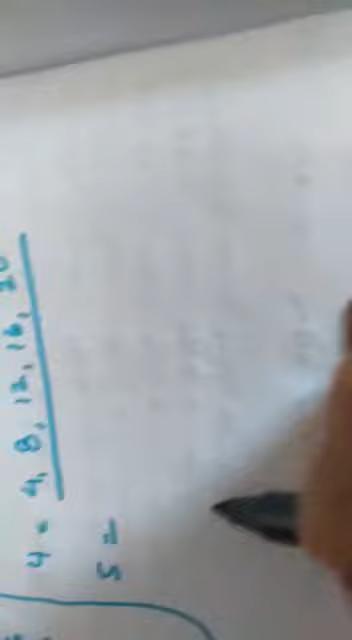 4 = 4, 8, 12, 16, 20
5 =